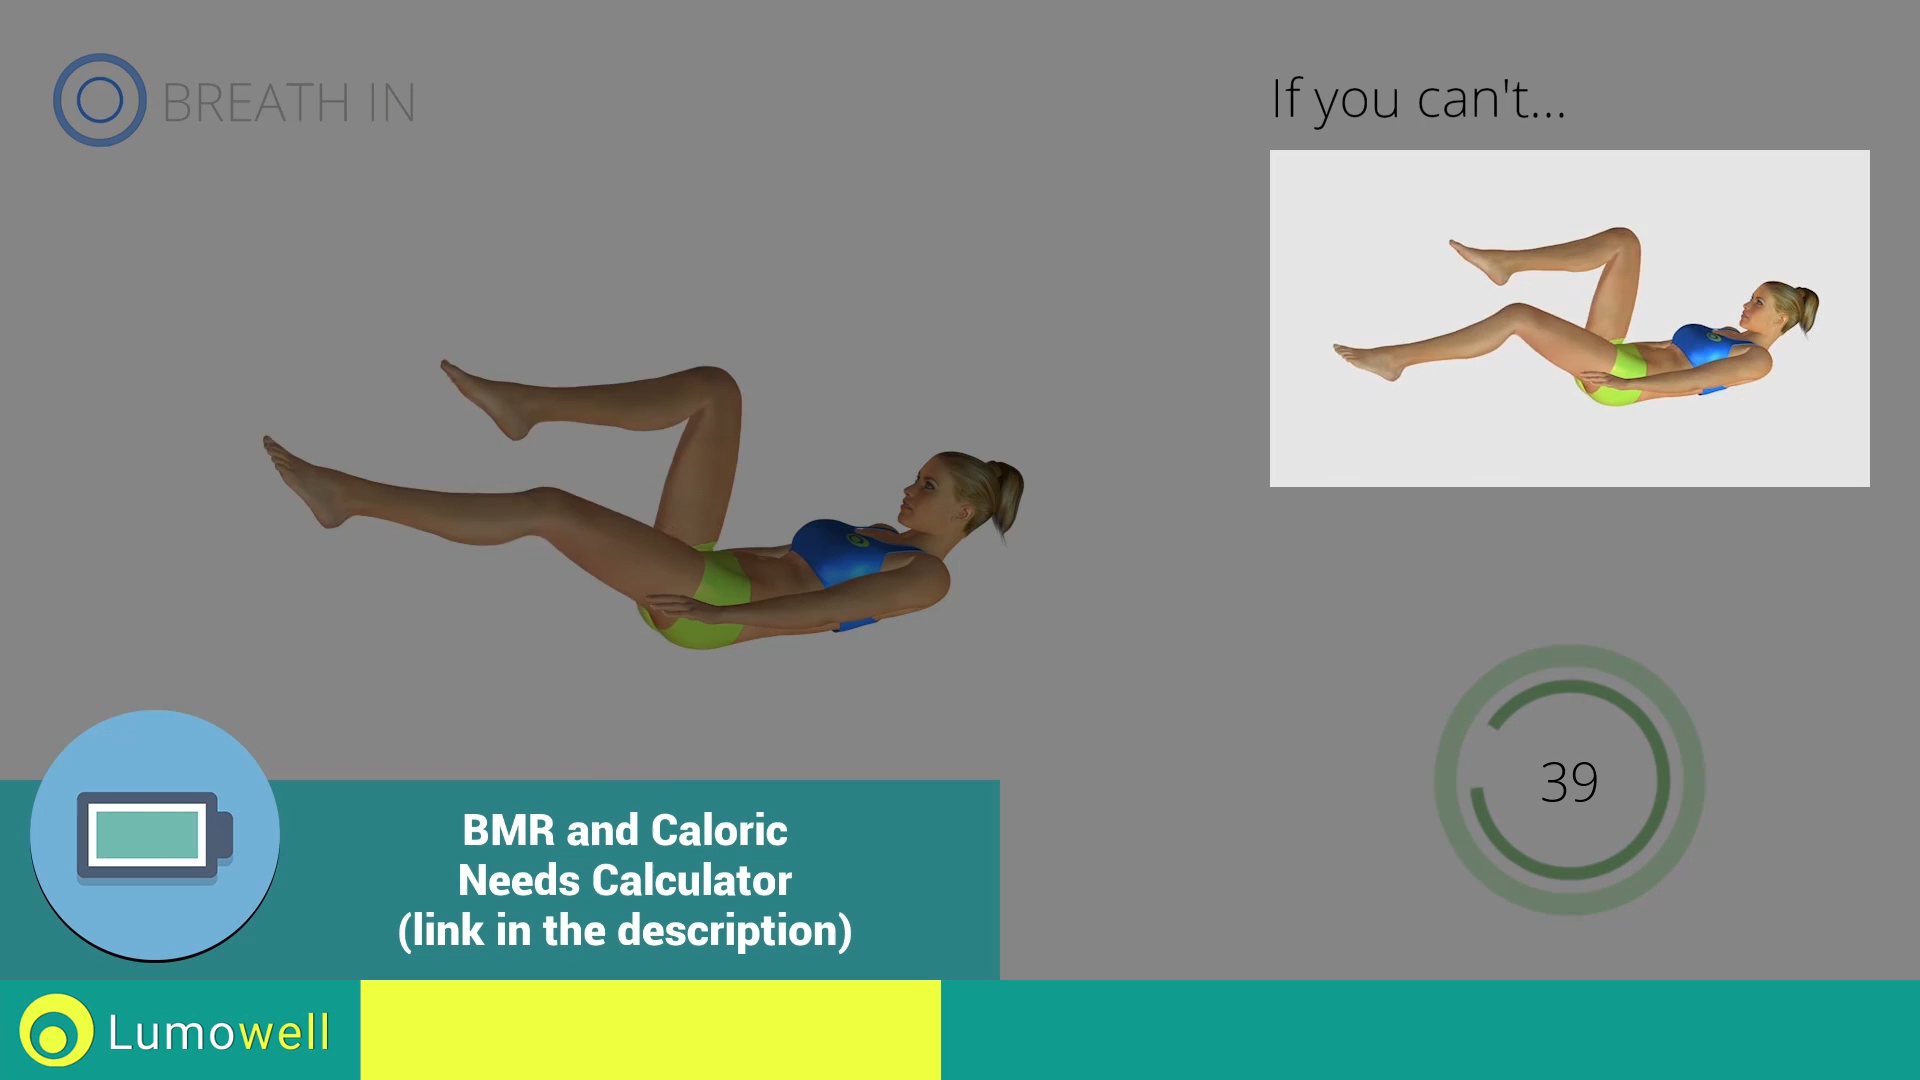 BREATH IN
If you can't...
39
BMR and Caloric
Needs Calculator
(link in the description)
Lumowell